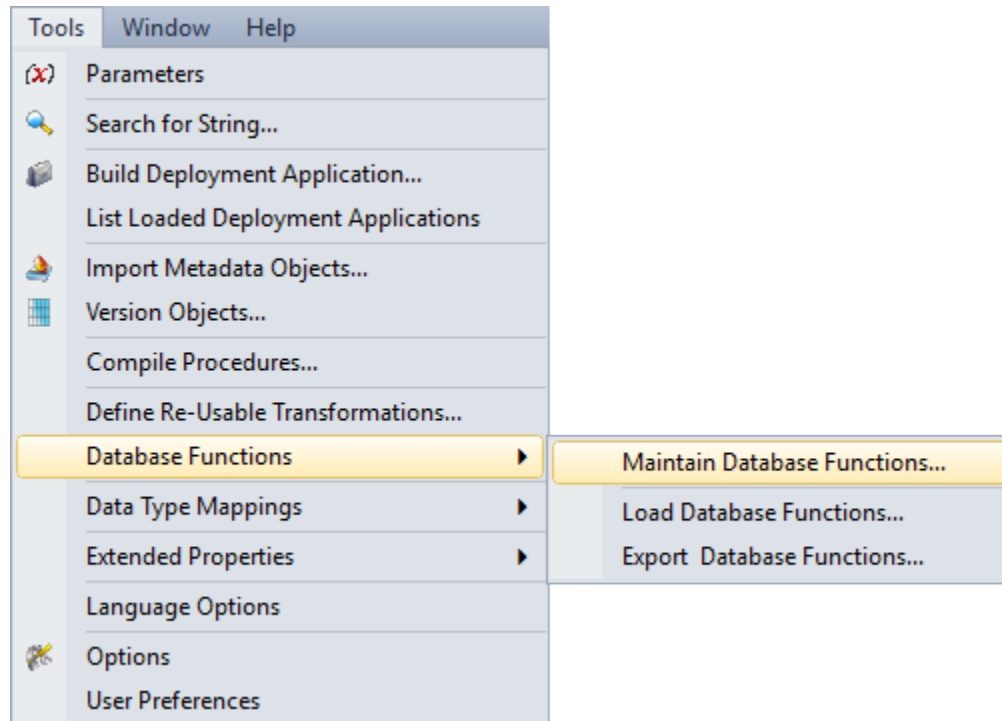 Tools Window Help
(x) Parameters
Search for String...
Build Deployment Application...
List Loaded Deployment Applications
Import Metadata Objects...
Version Objects...
Compile Procedures...
Define Re-Usable Transformations...
Database Functions
Maintain Database Functions...
Load Database Functions...
Export  Database Functions...
Data Type Mappings
Extended Properties
Language Options
Options
User Preferences